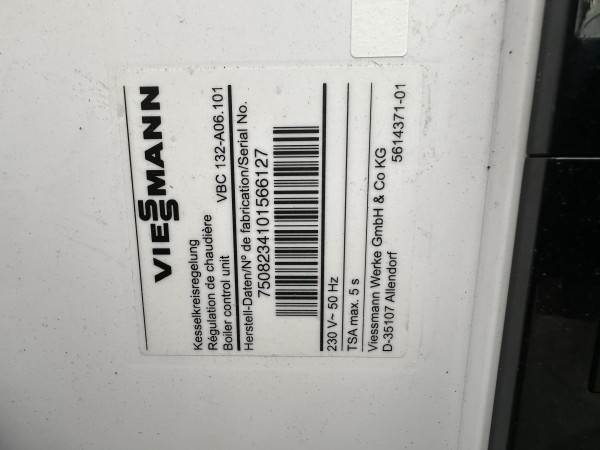 VIESSMANN
Kesselkreisregelung
Régulation de chaudière
Boiler control unit VBC 132-A06.101
Herstell-Daten/Nº de fabrication/Serial No.
7508234101566127
230 V~ 50 Hz
TSA max. 5 s
Viessmann Werke GmbH & Co KG
D-35107 Allendorf 5614371-01